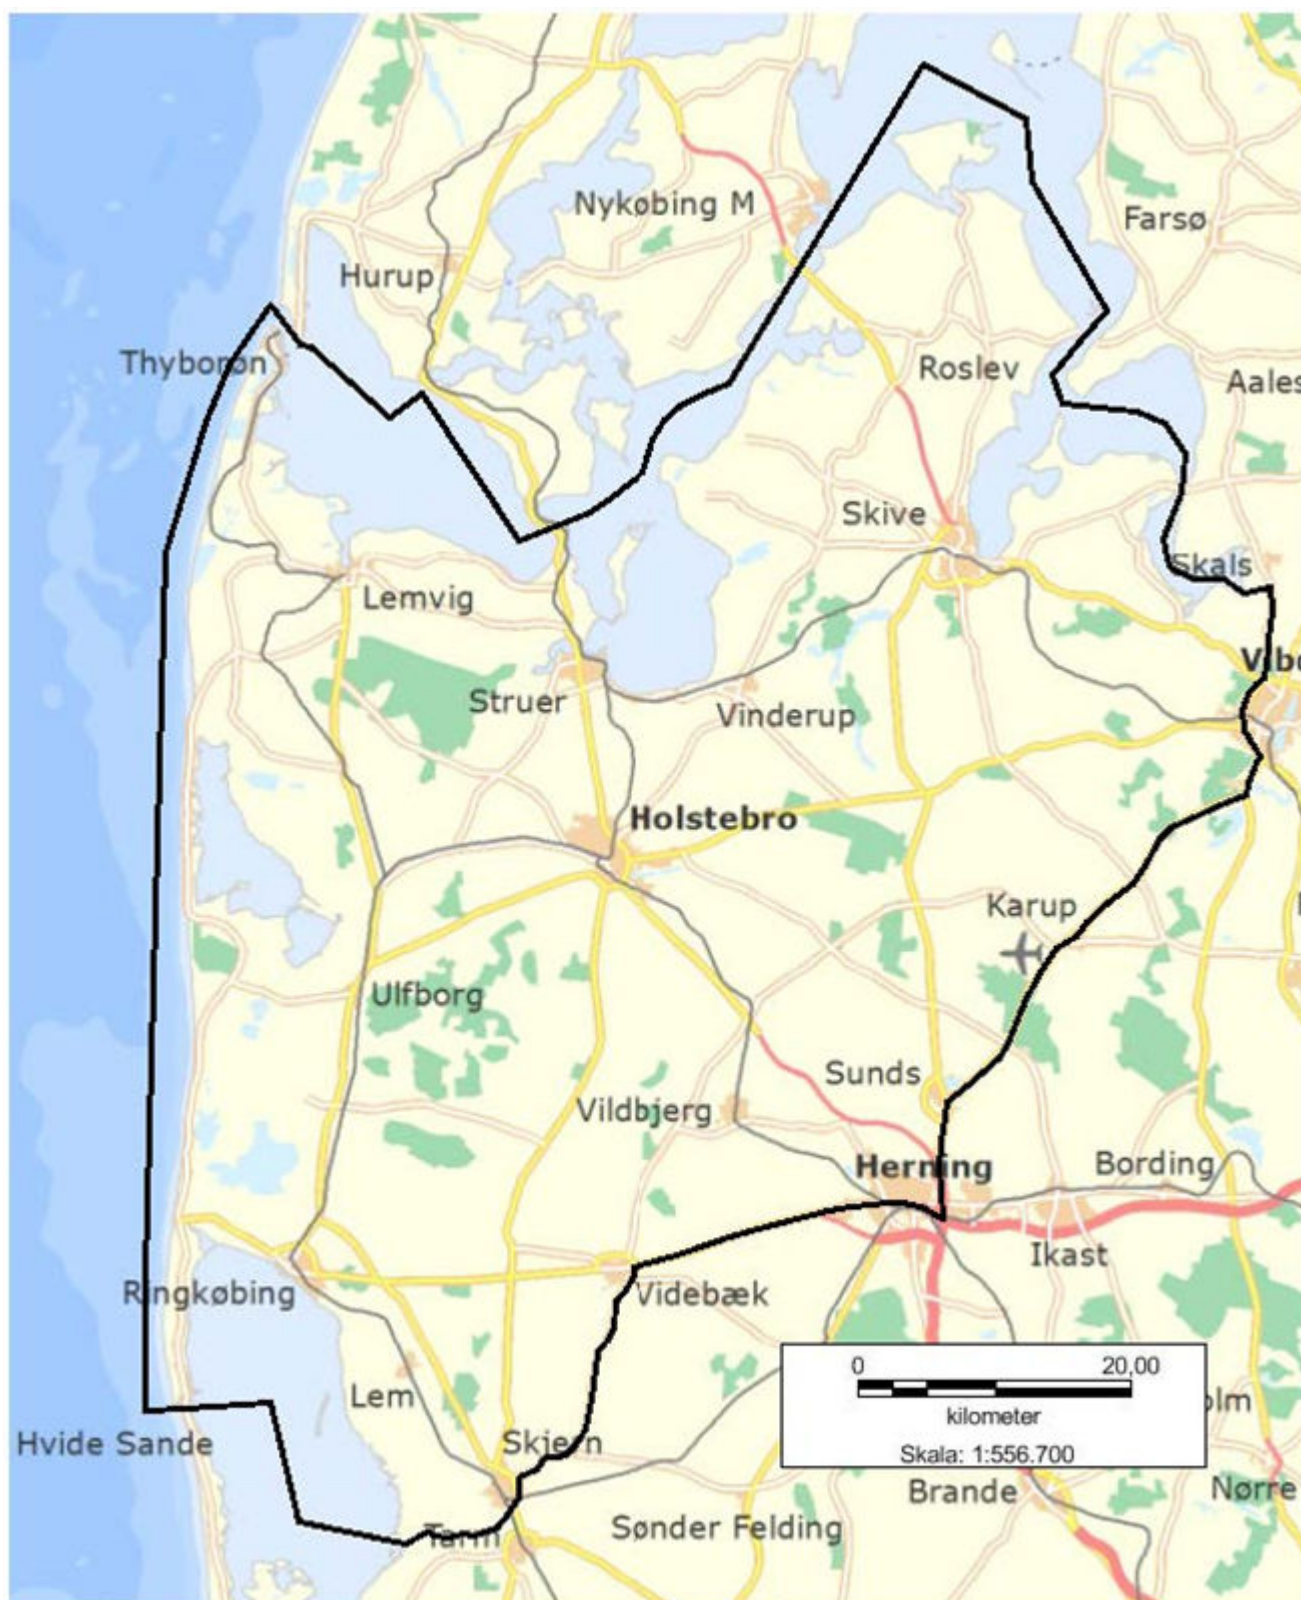 Nykøbing M
Farsø
Hurup
Thyborøn
Roslev
Aales
Skive
Skals
Lemvig
Vibo
Struer
Vinderup
Holstebro
Karup
Ulfborg
Sunds
Vildbjerg
Herning
Bording
Ikast
Ringkøbing
Videbæk
0 20,00
kilometer
Skala: 1:556.700
Lem
olm
Hvide Sande
Skjern
Brande
Nørre
Tarm
Sønder Felding